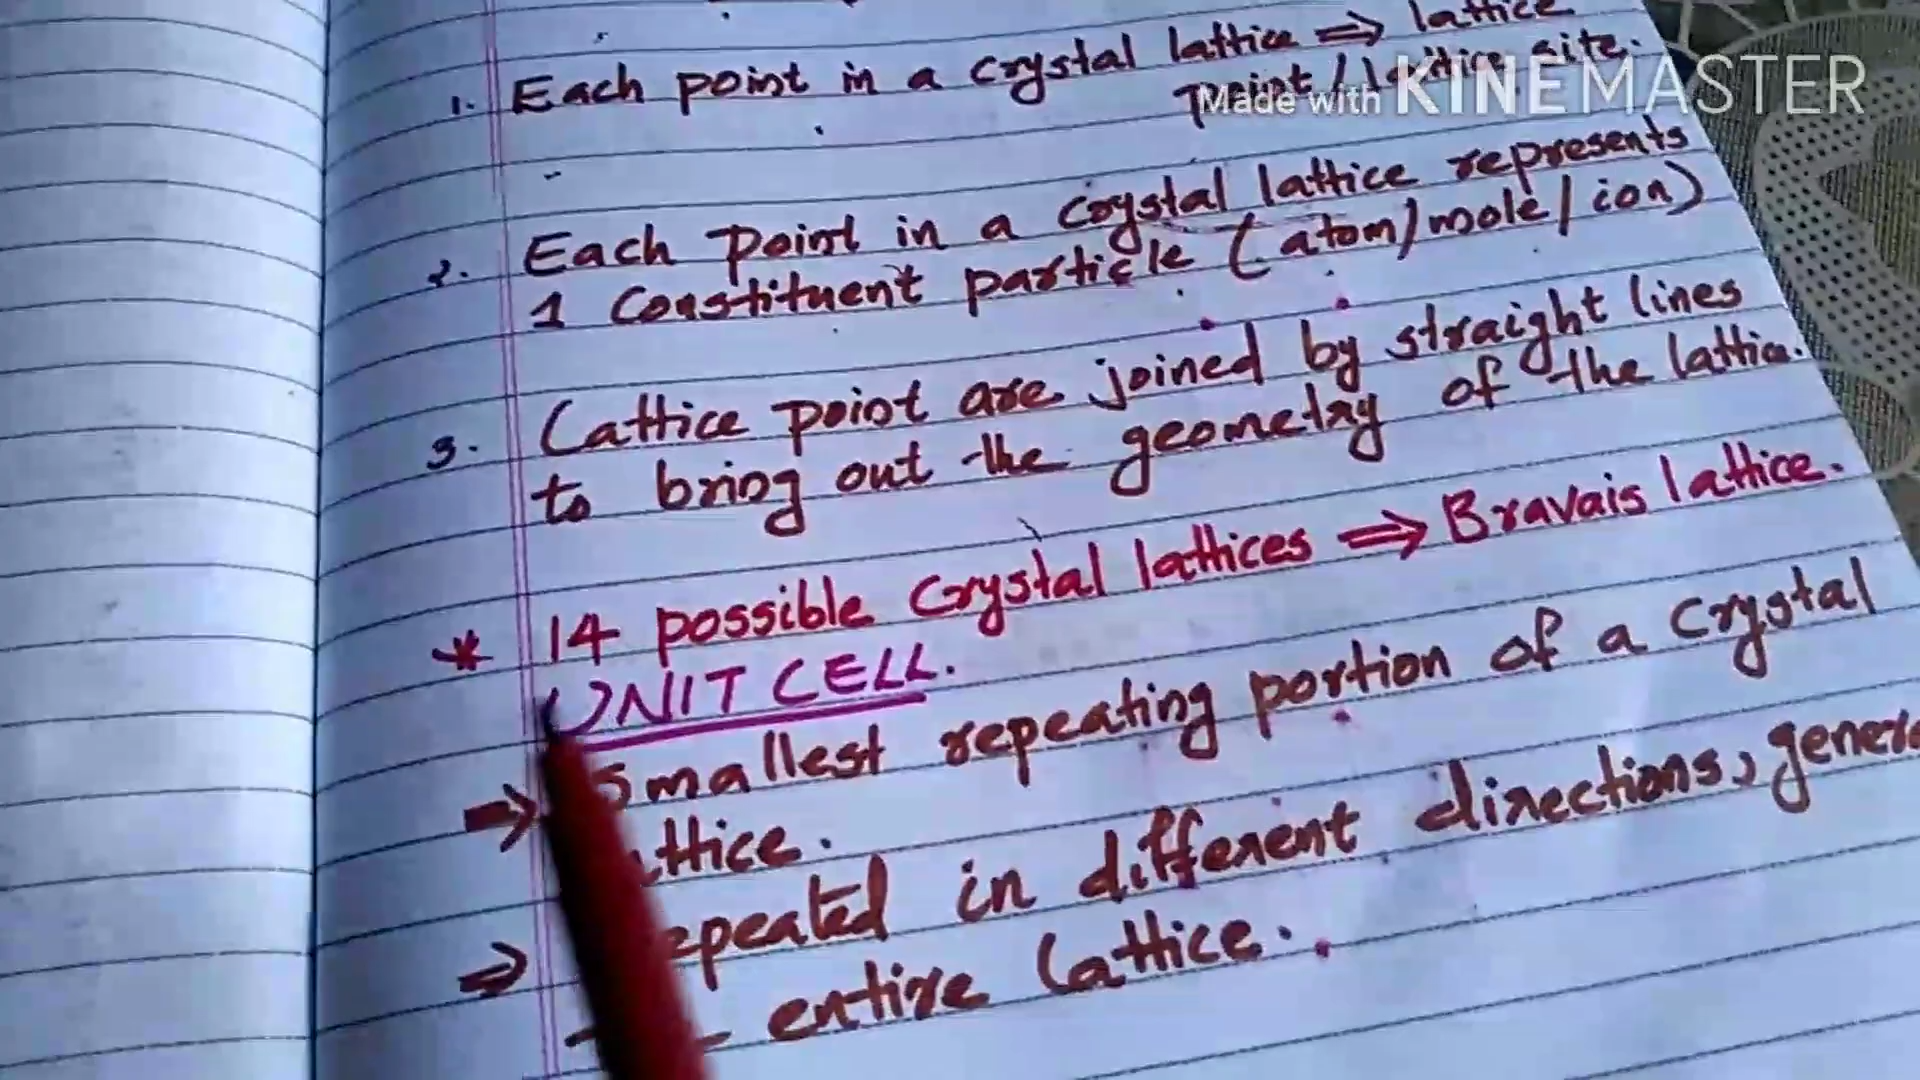 1. Each point in a crystal lattice ⇒ lattice
point/lattice site.
Made with KINEMASTER
2. Each point in a crystal lattice represents
1 constituent particle (atom/mole/ion)
3. Lattice point are joined by straight lines
to bring out the geometry of the lattice.
* 14 possible crystal lattices ⇒ Bravais lattice.
UNIT CELL.
⇒ Smallest repeating portion of a crystal
attice.
⇒ epeated in different directions, genera
entire lattice.